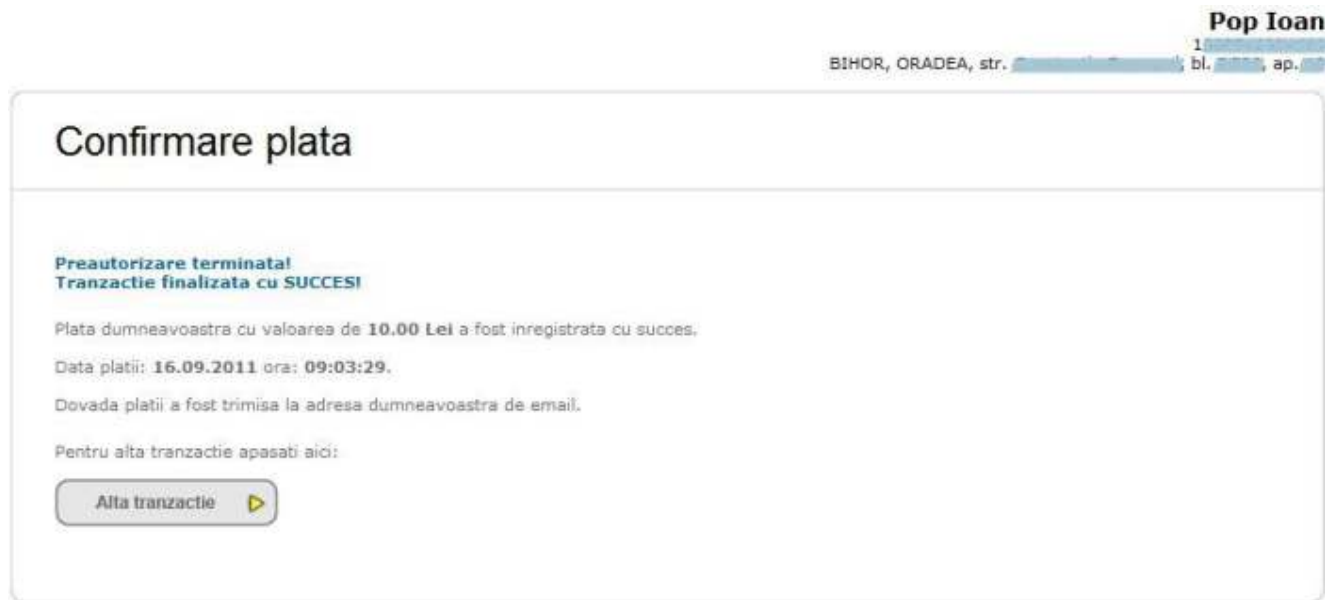 Pop Ioan
1
BIHOR, ORADEA, str. bl. , ap.
Confirmare plata
Preautorizare terminata!
Tranzactie finalizata cu SUCCES!
Plata dumneavoastra cu valoarea de 10.00 Lei a fost inregistrata cu succes.
Data platii: 16.09.2011 ora: 09:03:29.
Dovada platii a fost trimisa la adresa dumneavoastra de email.
Pentru alta tranzactie apasati aici:
Alta tranzactie